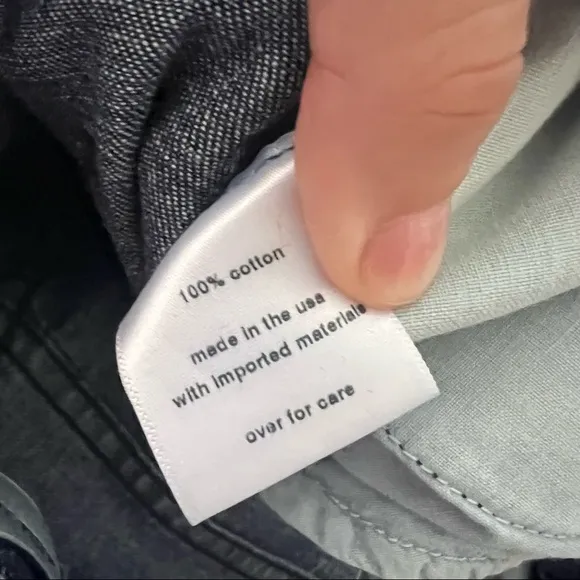 100% cotton
made in the usa
with imported materials
over for care